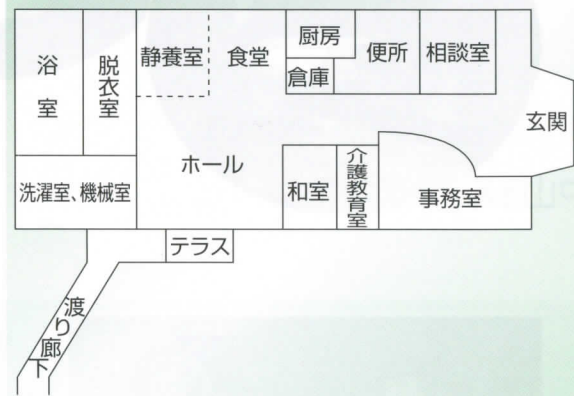 浴室
脱衣室
静養室
食堂
厨房
倉庫
便所
相談室
玄関
ホール
洗濯室、機械室
和室
介護教育室
事務室
テラス
渡り廊下